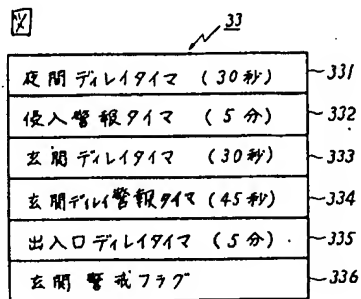 図
33
夜間ディレイタイマ (30秒) 331
侵入警報タイマ (5分) 332
玄関ディレイタイマ (30秒) 333
玄関ディレイ警報タイマ (45秒) 334
出入口ディレイタイマ (5分) 335
玄関警戒フラグ 336